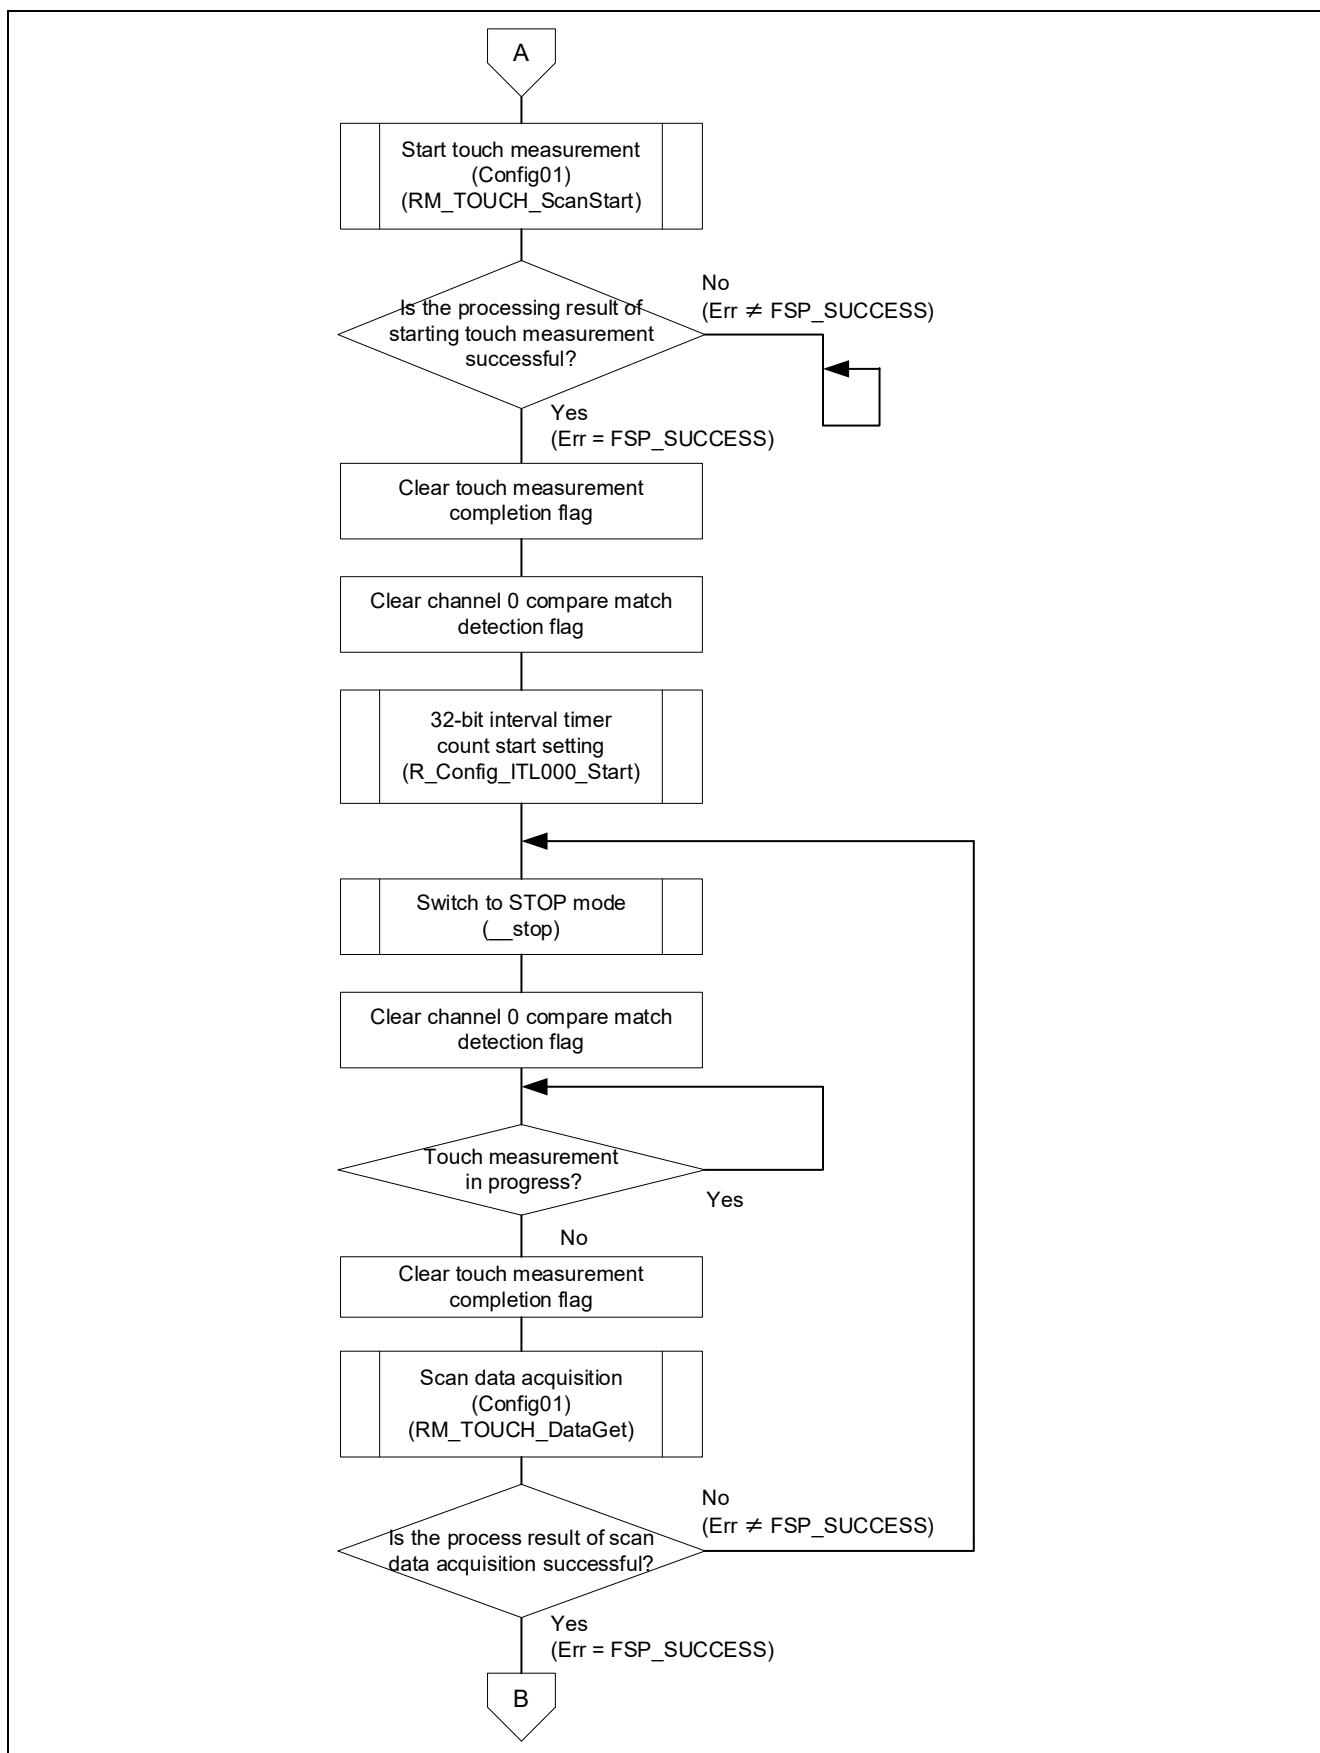 A
Start touch measurement
(Config01)
(RM_TOUCH_ScanStart)
Is the processing result of
starting touch measurement
successful?
No
(Err ≠ FSP_SUCCESS)
Yes
(Err = FSP_SUCCESS)
Clear touch measurement
completion flag
Clear channel 0 compare match
detection flag
32-bit interval timer
count start setting
(R_Config_ITL000_Start)
Switch to STOP mode
(__stop)
Clear channel 0 compare match
detection flag
Touch measurement
in progress?
Yes
No
Clear touch measurement
completion flag
Scan data acquisition
(Config01)
(RM_TOUCH_DataGet)
Is the process result of scan
data acquisition successful?
No
(Err ≠ FSP_SUCCESS)
Yes
(Err = FSP_SUCCESS)
B